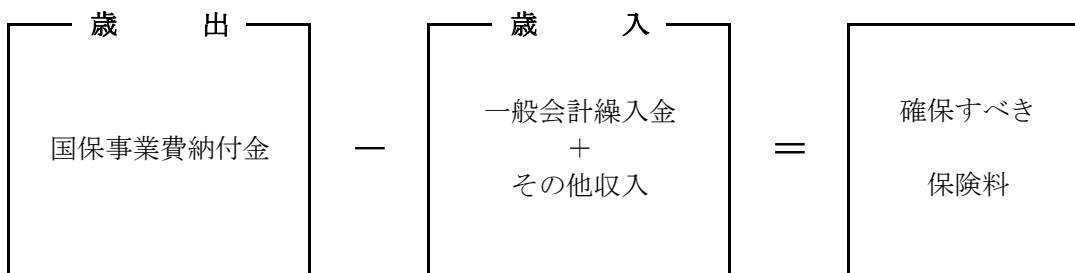 歳 出
国保事業費納付金
－
歳 入
一般会計繰入金
＋
その他収入
＝
確保すべき
保険料